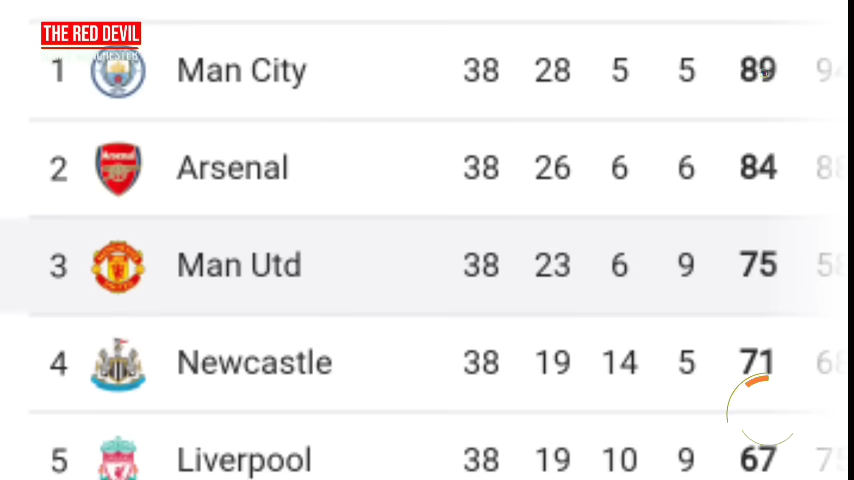 THE RED DEVIL
1 Man City 38 28 5 5 89
2 Arsenal 38 26 6 6 84
3 Man Utd 38 23 6 9 75
4 Newcastle 38 19 14 5 71
5 Liverpool 38 19 10 9 67